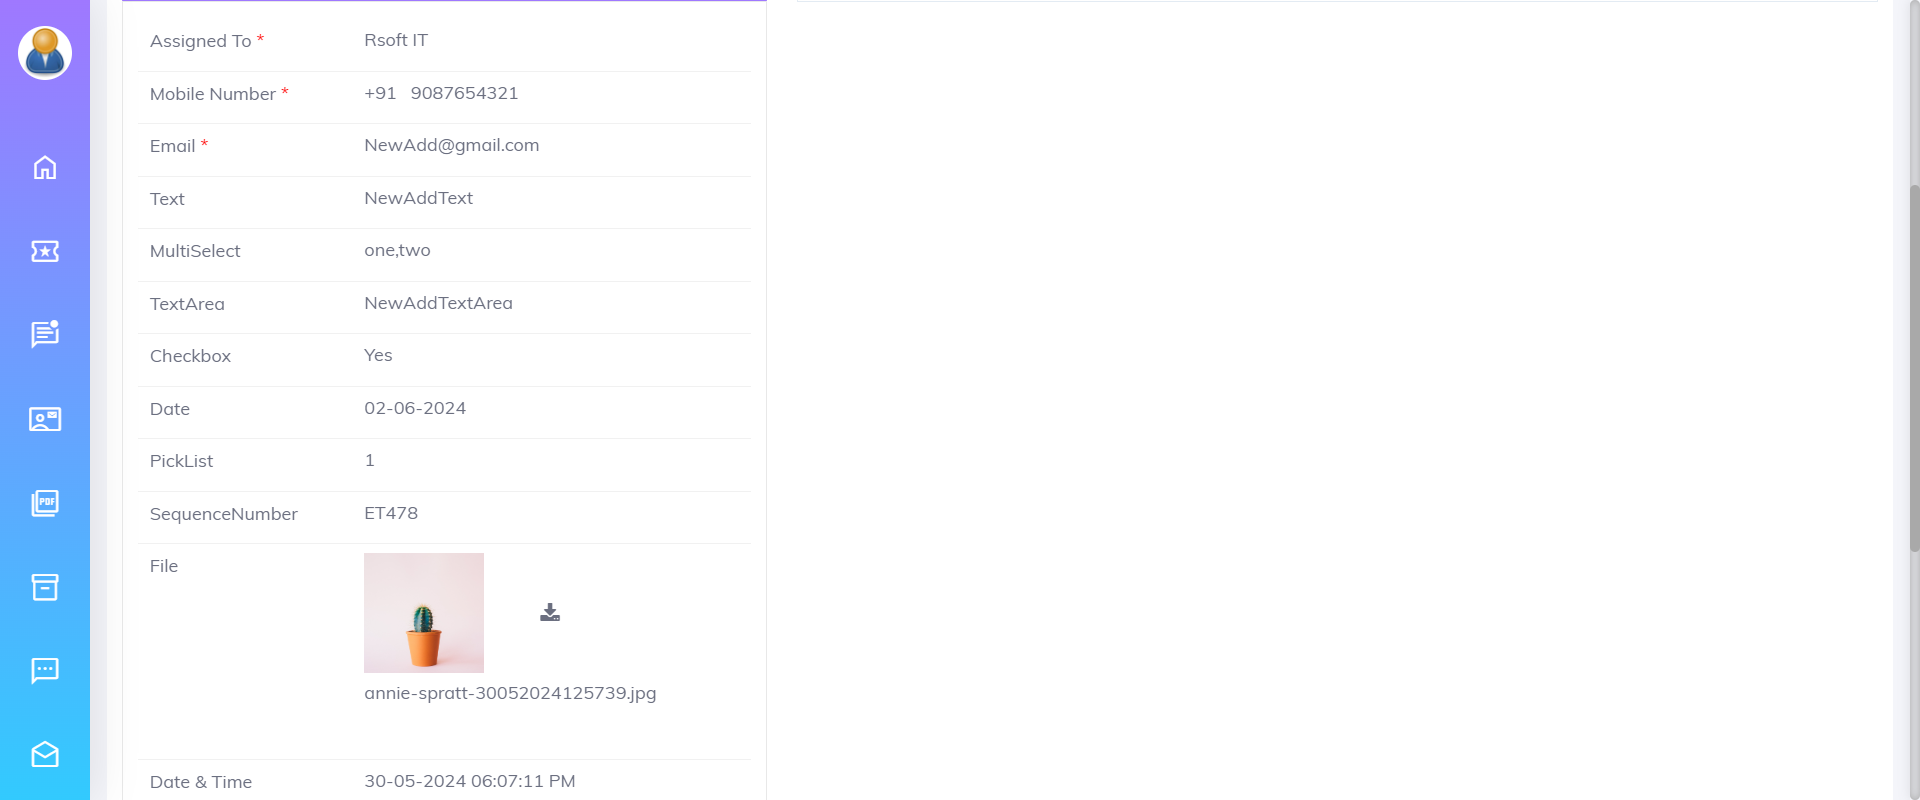 Assigned To * Rsoft IT
Mobile Number * +91 9087654321
Email * NewAdd@gmail.com
Text NewAddText
MultiSelect one,two
TextArea NewAddTextArea
Checkbox Yes
Date 02-06-2024
PickList 1
SequenceNumber ET478
File
annie-spratt-30052024125739.jpg
Date & Time 30-05-2024 06:07:11 PM
PDF